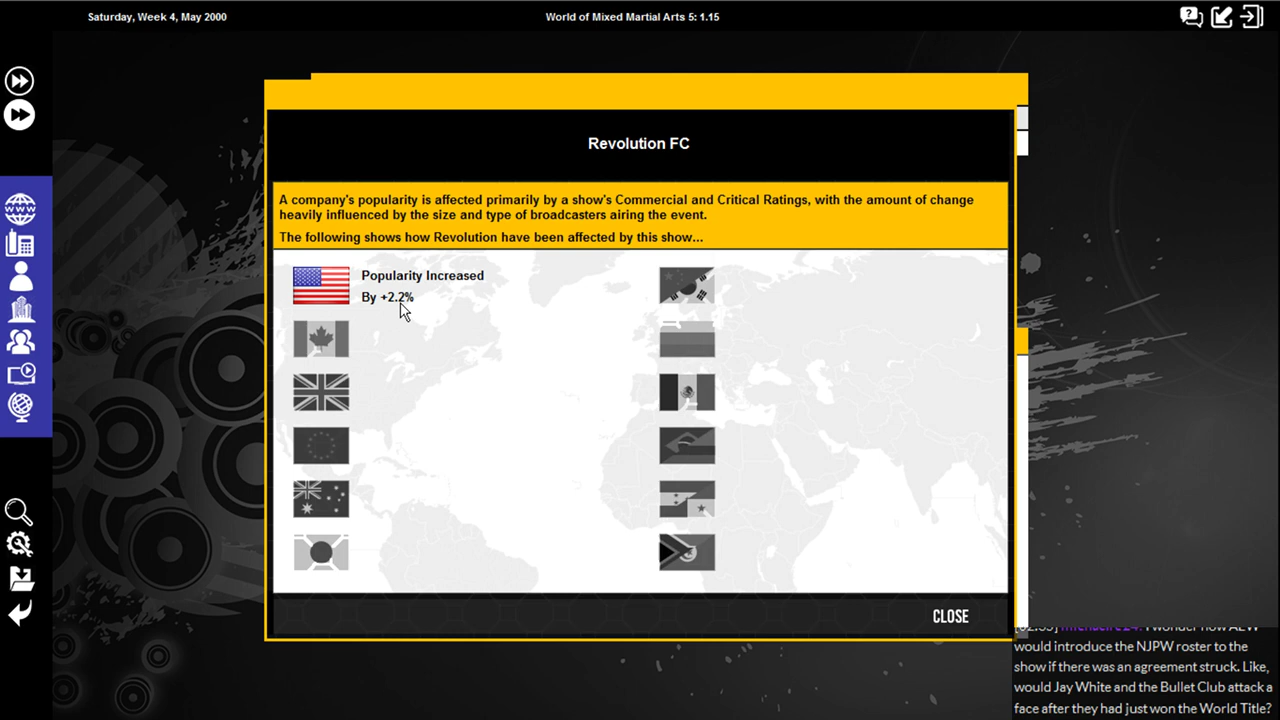 Saturday, Week 4, May 2000
World of Mixed Martial Arts 5: 1.15
Revolution FC
A company's popularity is affected primarily by a show's Commercial and Critical Ratings, with the amount of change
heavily influenced by the size and type of broadcasters airing the event.
The following shows how Revolution have been affected by this show...
Popularity Increased
By +2.2%
CLOSE
would introduce the NJPW roster to the
show if there was an agreement struck. Like,
would Jay White and the Bullet Club attack a
face after they had just won the World Title?